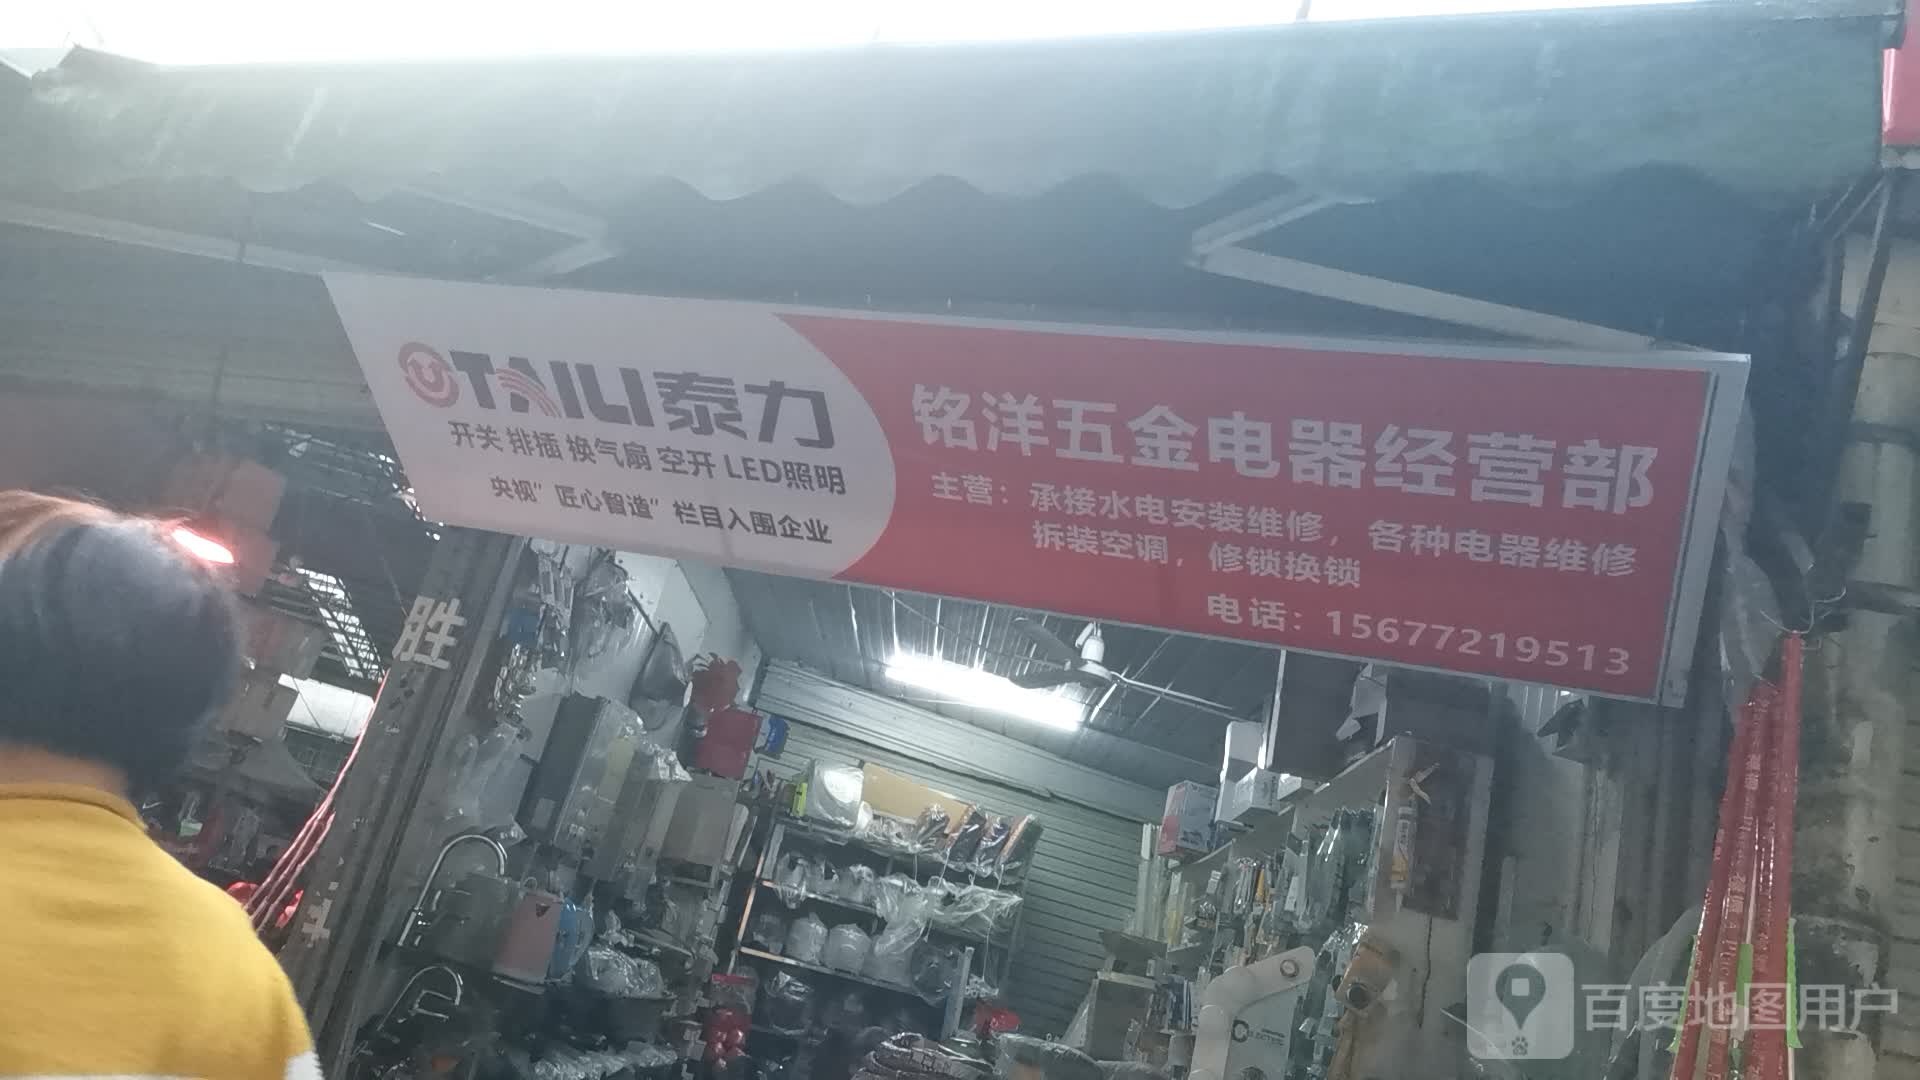 TAILI泰力
开关 排插 换气扇 空开 LED照明
央视"匠心智造"栏目入围企业
铭洋五金电器经营部
主营：承接水电安装维修，各种电器维修
拆装空调，修锁换锁
电话：15677219513
胜
百度地图用户